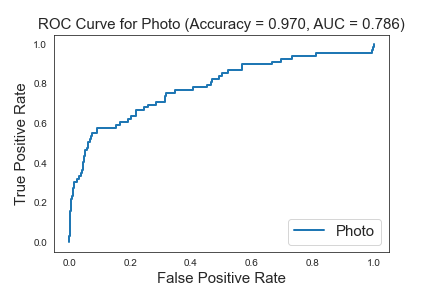 ROC Curve for Photo (Accuracy = 0.970, AUC = 0.786)
1.0
0.8
0.6
0.4
0.2
0.0
True Positive Rate
Photo
0.0 0.2 0.4 0.6 0.8 1.0
False Positive Rate